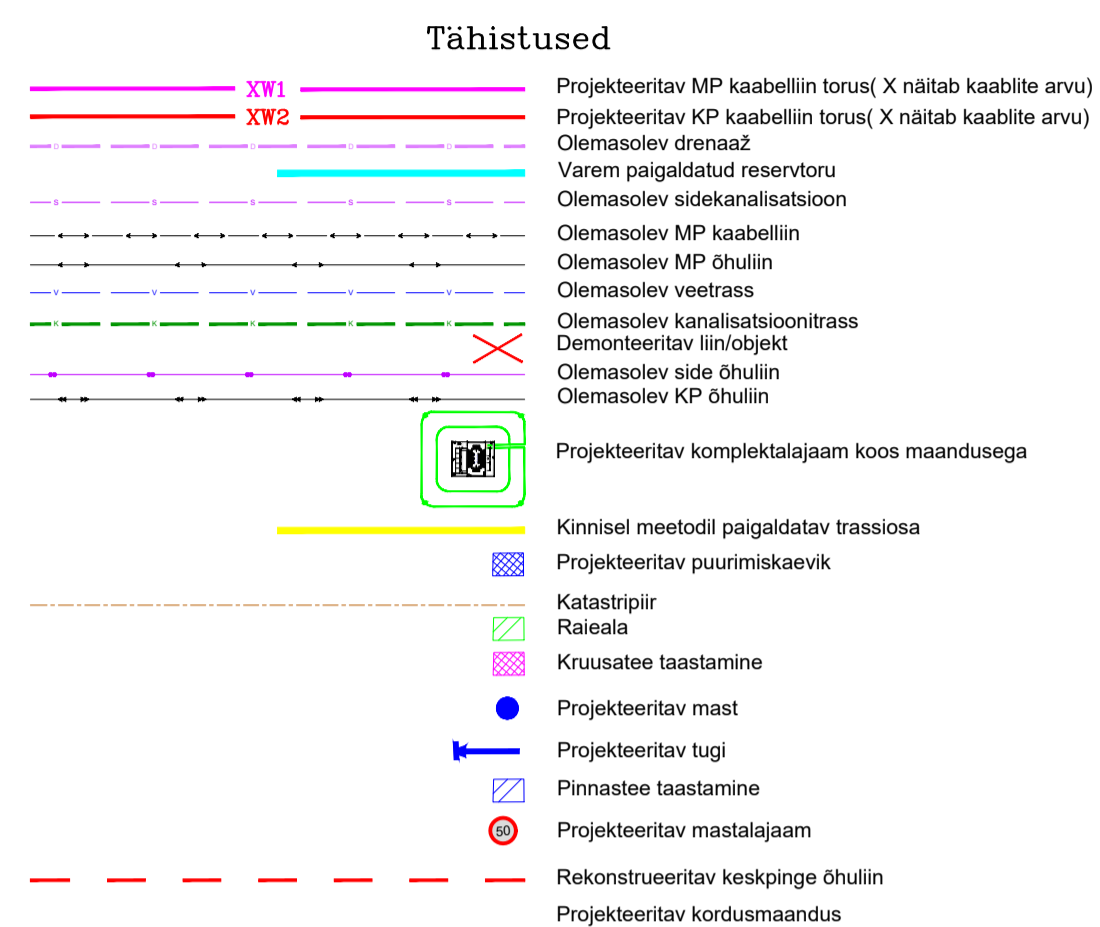 Tähistused
XW1 Projekteeritav MP kaabelliin torus( X näitab kaablite arvu)
XW2 Projekteeritav KP kaabelliin torus( X näitab kaablite arvu)
D D D D D Olemasolev drenaaž
Varem paigaldatud reservtoru
S S S S S Olemasolev sidekanalisatsioon
Olemasolev MP kaabelliin
Olemasolev MP õhuliin
V V V V V Olemasolev veetrass
K K K K K Olemasolev kanalisatsioonitrass
Demonteeritav liin/objekt
Olemasolev side õhuliin
Olemasolev KP õhuliin
Projekteeritav komplektalajaam koos maandusega
Kinnisel meetodil paigaldatav trassiosa
Projekteeritav puurimiskaevik
Katastripiir
Raieala
Kruusatee taastamine
Projekteeritav mast
Projekteeritav tugi
Pinnastee taastamine
50 Projekteeritav mastalajaam
Rekonstrueeritav keskpinge õhuliin
Projekteeritav kordusmaandus